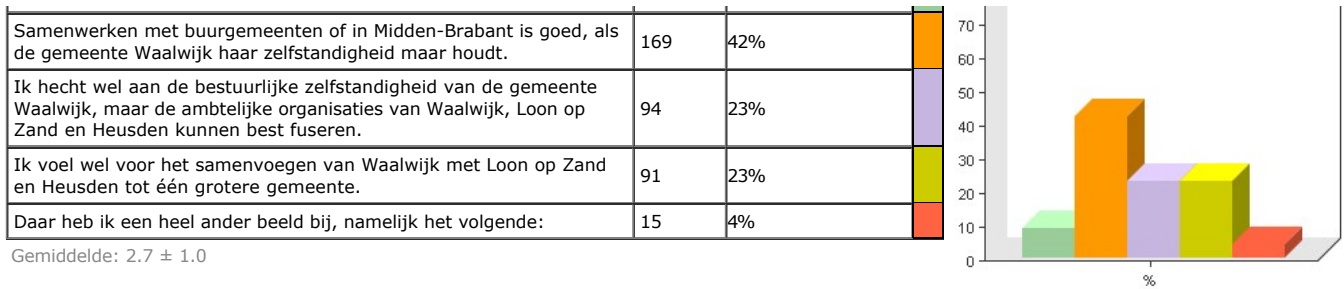 Samenwerken met buurgemeenten of in Midden-Brabant is goed, als
de gemeente Waalwijk haar zelfstandigheid maar houdt.
169
42%
Ik hecht wel aan de bestuurlijke zelfstandigheid van de gemeente
Waalwijk, maar de ambtelijke organisaties van Waalwijk, Loon op
Zand en Heusden kunnen best fuseren.
94
23%
Ik voel wel voor het samenvoegen van Waalwijk met Loon op Zand
en Heusden tot één grotere gemeente.
91
23%
Daar heb ik een heel ander beeld bij, namelijk het volgende:
15
4%
Gemiddelde: 2.7 ± 1.0
70
60
50
40
30
20
10
0
%